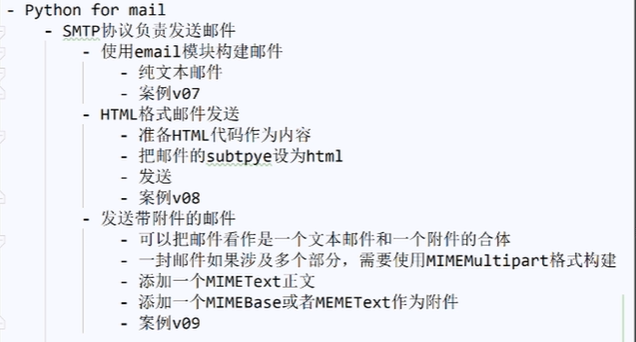 - Python for mail
- SMTP协议负责发送邮件
- 使用email模块构建邮件
- 纯文本邮件
- 案例v07
- HTML格式邮件发送
- 准备HTML代码作为内容
- 把邮件的subtpye设为html
- 发送
- 案例v08
- 发送带附件的邮件
- 可以把邮件看作是一个文本邮件和一个附件的合体
- 一封邮件如果涉及多个部分，需要使用MIMEMultipart格式构建
- 添加一个MIMEText正文
- 添加一个MIMEBase或者MEMEText作为附件
- 案例v09